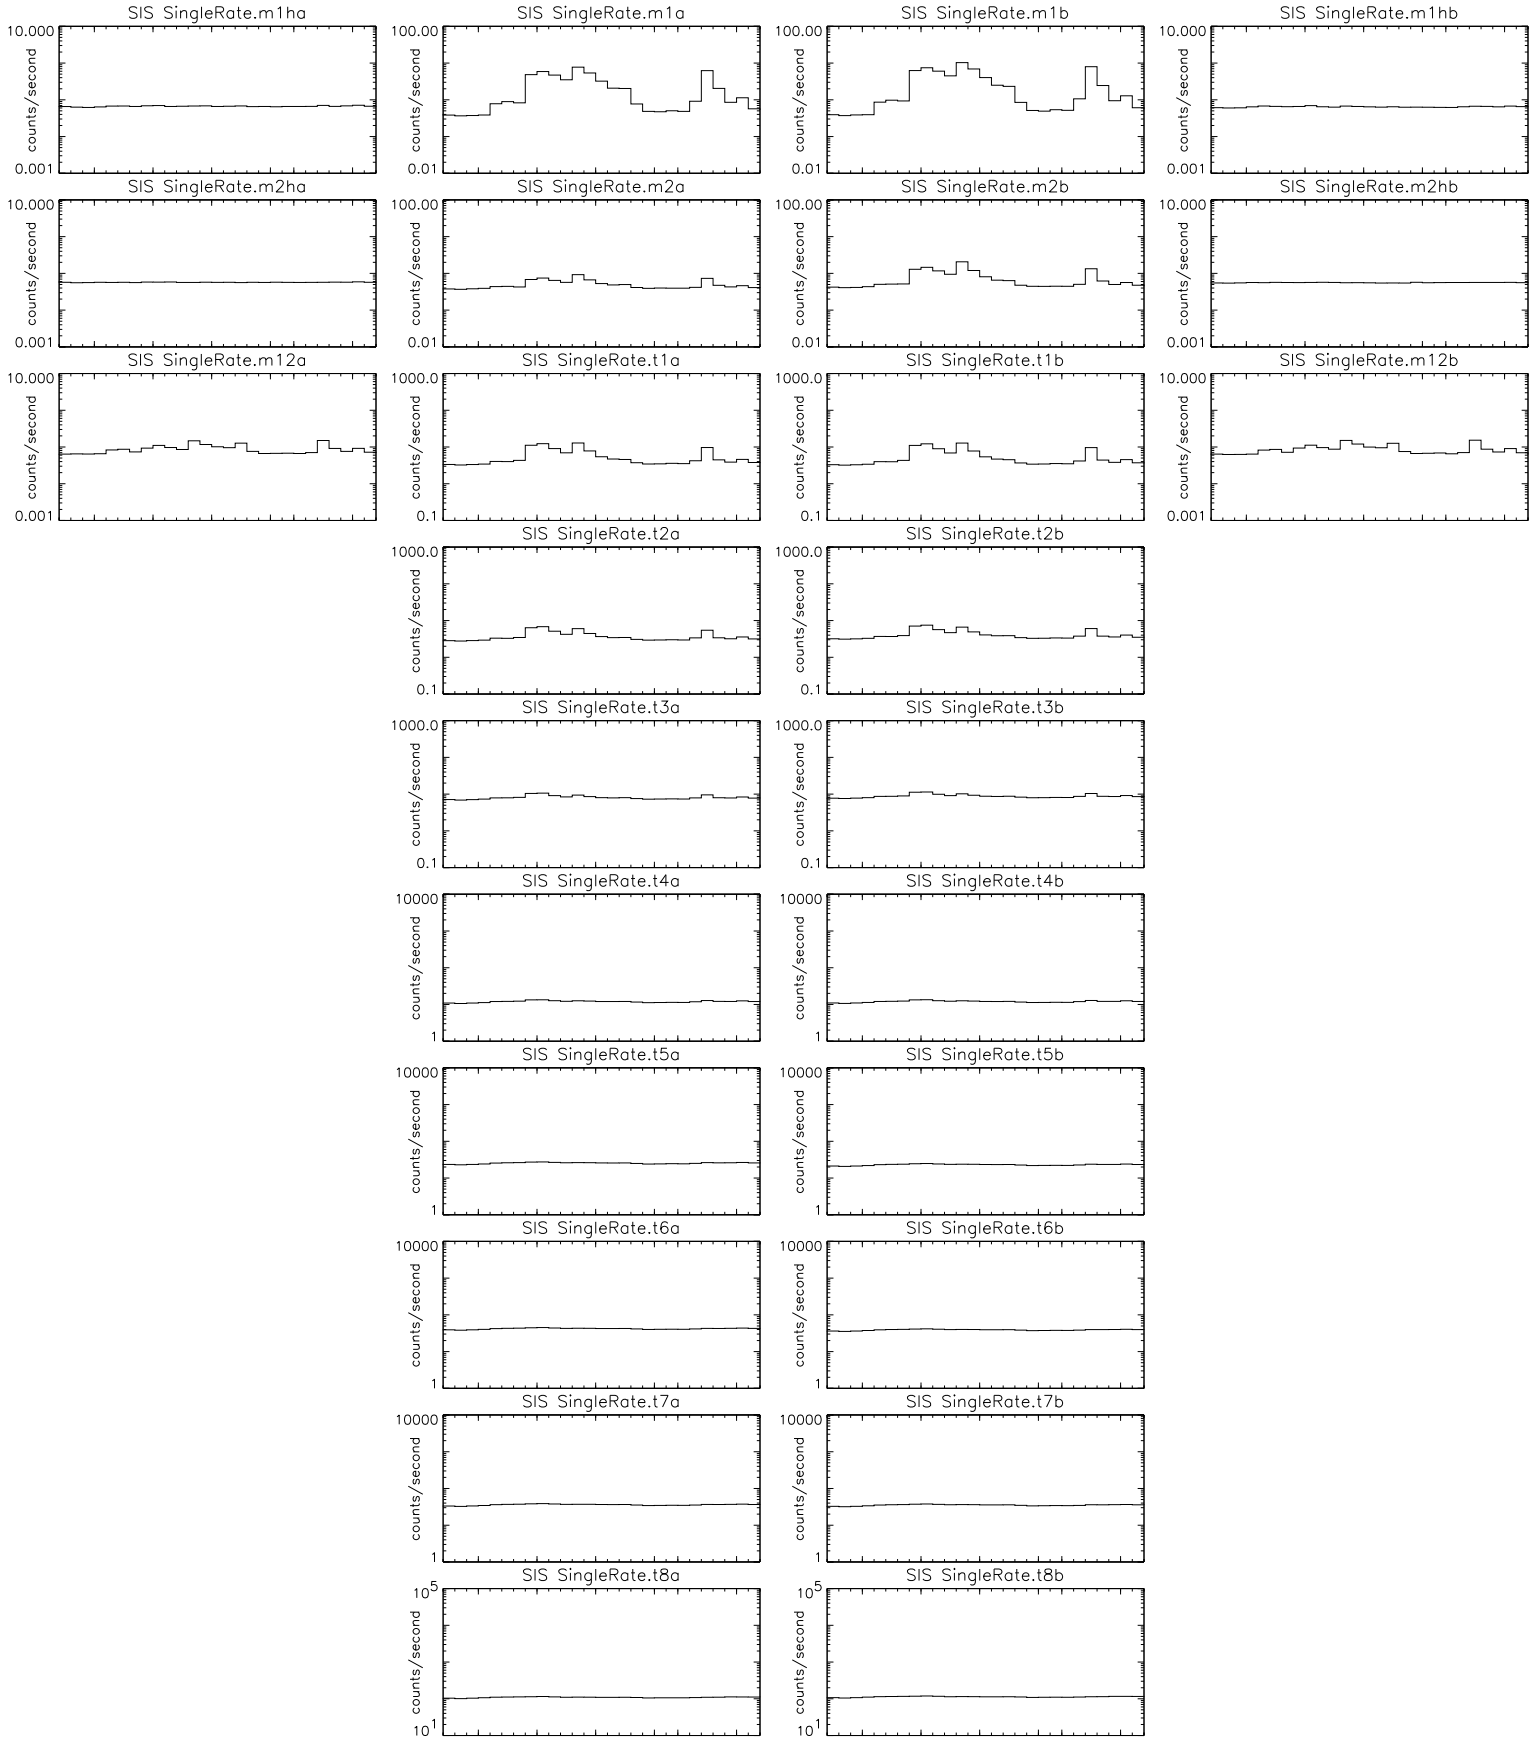 SIS SingleRate.m1ha
10.000
counts/second
0.001
SIS SingleRate.m1a
100.00
counts/second
0.01
SIS SingleRate.m1b
100.00
counts/second
0.01
SIS SingleRate.m1hb
10.000
counts/second
0.001
SIS SingleRate.m2ha
10.000
counts/second
0.001
SIS SingleRate.m2a
100.00
counts/second
0.01
SIS SingleRate.m2b
100.00
counts/second
0.01
SIS SingleRate.m2hb
10.000
counts/second
0.001
SIS SingleRate.m12a
10.000
counts/second
0.001
SIS SingleRate.t1a
1000.0
counts/second
0.1
SIS SingleRate.t1b
1000.0
counts/second
0.1
SIS SingleRate.m12b
10.000
counts/second
0.001
SIS SingleRate.t2a
1000.0
counts/second
0.1
SIS SingleRate.t2b
1000.0
counts/second
0.1
SIS SingleRate.t3a
1000.0
counts/second
0.1
SIS SingleRate.t3b
1000.0
counts/second
0.1
SIS SingleRate.t4a
10000
counts/second
1
SIS SingleRate.t4b
10000
counts/second
1
SIS SingleRate.t5a
10000
counts/second
1
SIS SingleRate.t5b
10000
counts/second
1
SIS SingleRate.t6a
10000
counts/second
1
SIS SingleRate.t6b
10000
counts/second
1
SIS SingleRate.t7a
10000
counts/second
1
SIS SingleRate.t7b
10000
counts/second
1
SIS SingleRate.t8a
10⁵
counts/second
10¹
SIS SingleRate.t8b
10⁵
counts/second
10¹